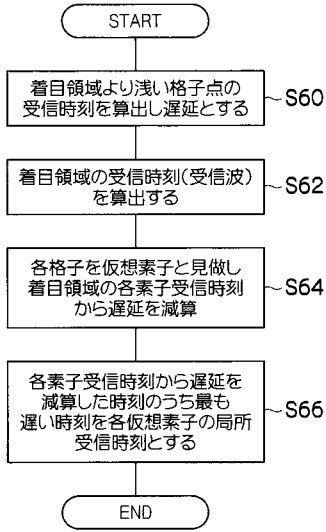 START
着目領域より浅い格子点の
受信時刻を算出し遅延とする
S60
着目領域の受信時刻(受信波)
を算出する
S62
各格子を仮想素子と見做し
着目領域の各素子受信時刻
から遅延を減算
S64
各素子受信時刻から遅延を
減算した時刻のうち最も
遅い時刻を各仮想素子の局所
受信時刻とする
S66
END